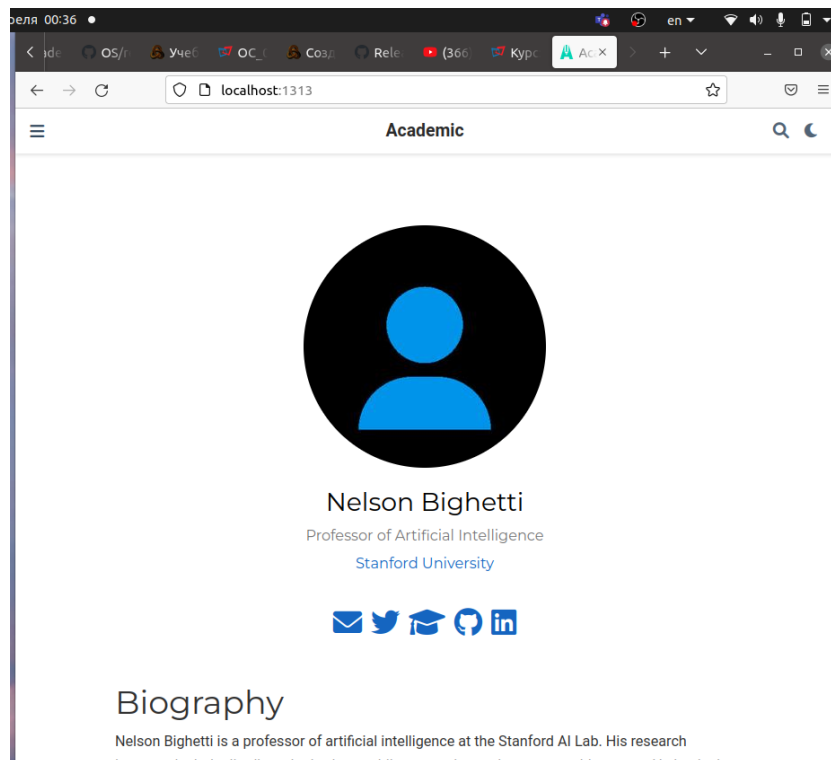 реля 00:36
en
OS/
Учеб
Созд
Rele
(366)
Курс
localhost:1313
Academic
Nelson Bighetti
Professor of Artificial Intelligence
Stanford University
in
Biography
Nelson Bighetti is a professor of artificial intelligence at the Stanford AI Lab. His research